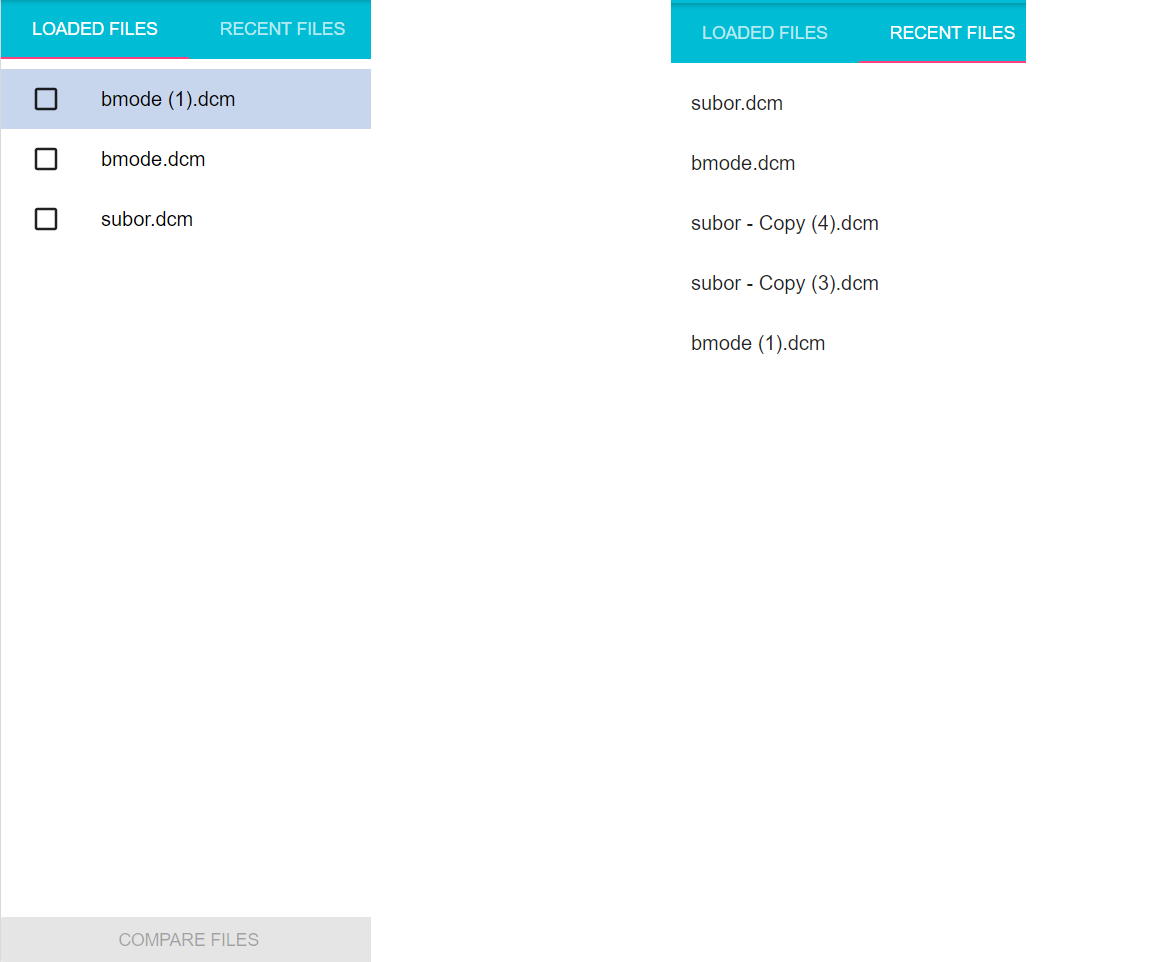 LOADED FILES RECENT FILES
bmode (1).dcm
bmode.dcm
subor.dcm
COMPARE FILES
LOADED FILES RECENT FILES
subor.dcm
bmode.dcm
subor - Copy (4).dcm
subor - Copy (3).dcm
bmode (1).dcm